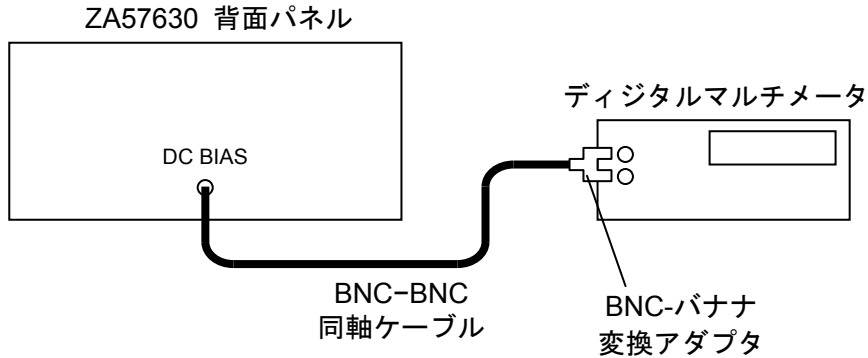 ZA57630 背面パネル
ディジタルマルチメータ
DC BIAS
BNC-BNC
同軸ケーブル
BNC-バナナ
変換アダプタ